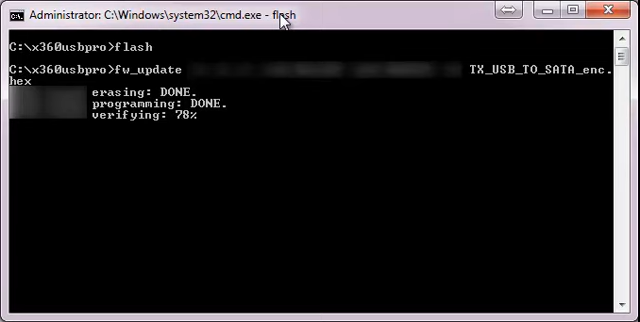 Administrator: C:\Windows\system32\cmd.exe - flash
C:\x360usbpro>flash
C:\x360usbpro>fw_update TX_USB_TO_SATA_enc.
hex
erasing: DONE.
programming: DONE.
verifying: 78%